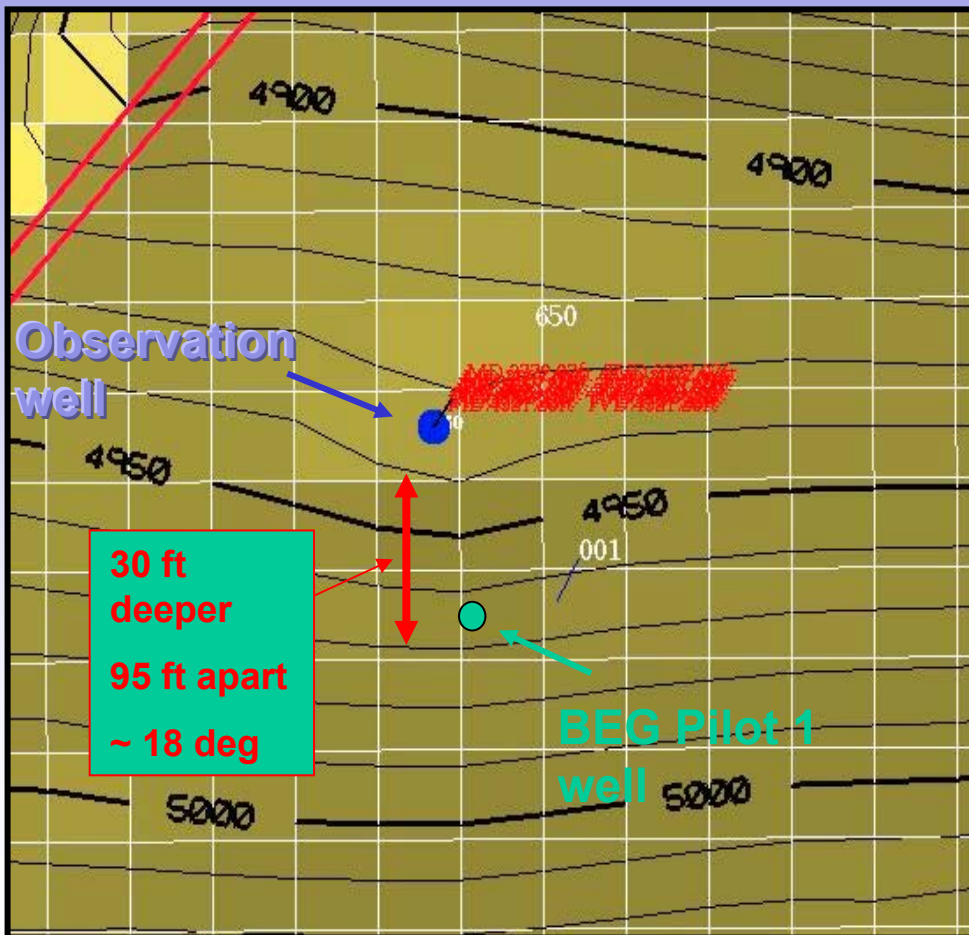 4900
4900
650
Observation
well
4950
4950
001
30 ft
deeper
95 ft apart
~ 18 deg
BEG Pilot 1
well
5000
5000